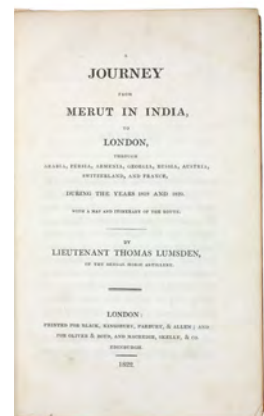 A
JOURNEY
FROM
MERUT IN INDIA,
TO
LONDON,
THROUGH
ARABIA, PERSIA, ARMENIA, GEORGIA, RUSSIA, AUSTRIA,
SWITZERLAND, AND FRANCE,
DURING THE YEARS 1819 AND 1820.
WITH A MAP AND ITINERARY OF THE ROUTE.
BY
LIEUTENANT THOMAS LUMSDEN,
OF THE BENGAL HORSE ARTILLERY.
LONDON:
PRINTED FOR BLACK, KINGSBURY, PARBURY, & ALLEN; AND
FOR OLIVER & BOYD, AND MACREDIE, SKELLY, & CO.
EDINBURGH.
1822.